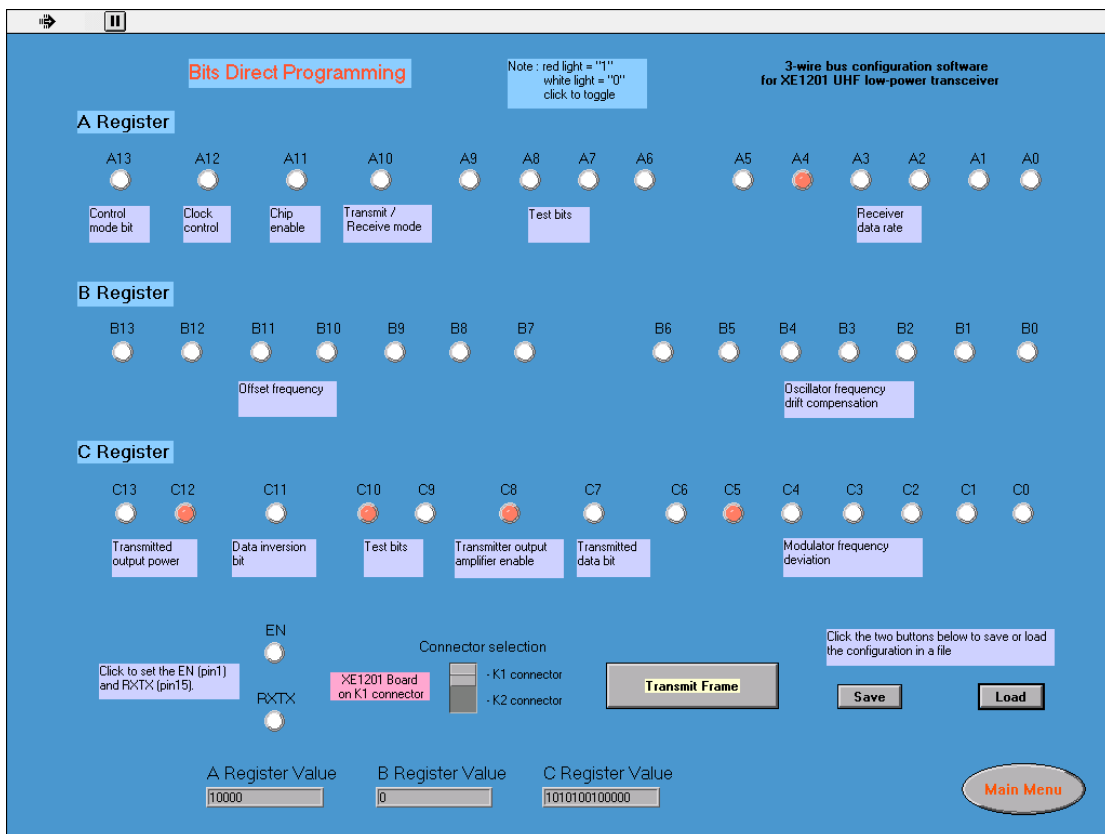 Bits Direct Programming
Note : red light = "1"
white light = "0"
click to toggle
3-wire bus configuration software
for XE1201 UHF low-power transceiver
A Register
A13 A12 A11 A10 A9 A8 A7 A6 A5 A4 A3 A2 A1 A0
Control
mode bit
Clock
control
Chip
enable
Transmit /
Receive mode
Test bits
Receiver
data rate
B Register
B13 B12 B11 B10 B9 B8 B7 B6 B5 B4 B3 B2 B1 B0
Offset frequency
Oscillator frequency
drift compensation
C Register
C13 C12 C11 C10 C9 C8 C7 C6 C5 C4 C3 C2 C1 C0
Transmitted
output power
Data inversion
bit
Test bits
Transmitter output
amplifier enable
Transmitted
data bit
Modulator frequency
deviation
EN
Click to set the EN (pin1)
and RXTX (pin15).
RXTX
XE1201 Board
on K1 connector
Connector selection
- K1 connector
- K2 connector
Transmit Frame
Click the two buttons below to save or load
the configuration in a file
Save
Load
A Register Value
10000
B Register Value
0
C Register Value
1010100100000
Main Menu